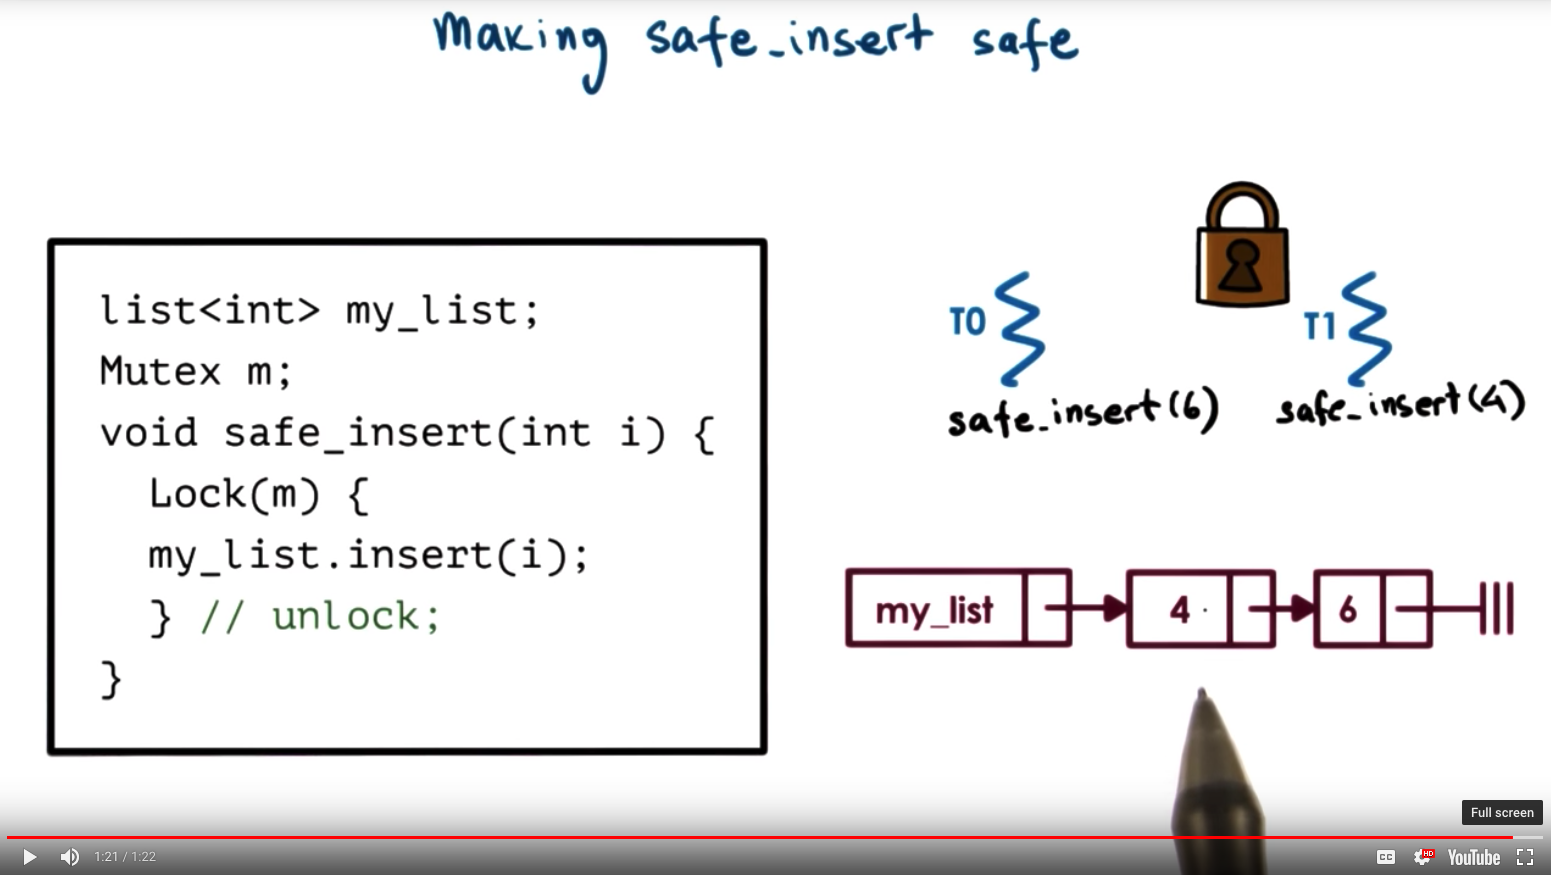 Making safe_insert safe
list<int> my_list;
Mutex m;
void safe_insert(int i) {
Lock(m) {
my_list.insert(i);
} // unlock;
}
T0
T1
safe_insert(6)
safe_insert(4)
my_list
4
6
Full screen
1:21 / 1:22
CC
HD
YouTube